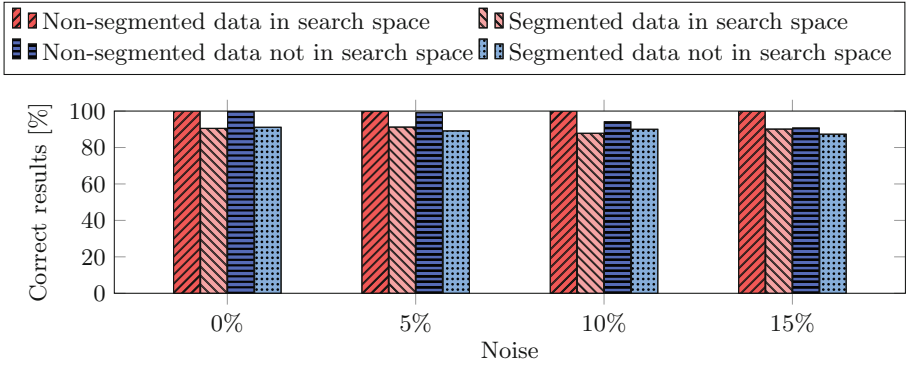 Non-segmented data in search space Segmented data in search space
Non-segmented data not in search space Segmented data not in search space
Correct results [%]
100
80
60
40
20
0
0% 5% 10% 15%
Noise